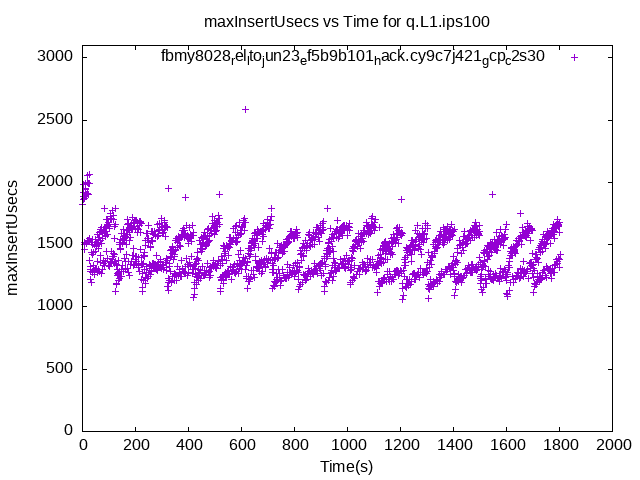 maxInsertUsecs vs Time for q.L1.ips100
fbmy8028relltojun23ef5b9b101hack.cy9c7j421gcpc2s30
3000
2500
2000
1500
1000
500
0
maxInsertUsecs
0 200 400 600 800 1000 1200 1400 1600 1800 2000
Time(s)